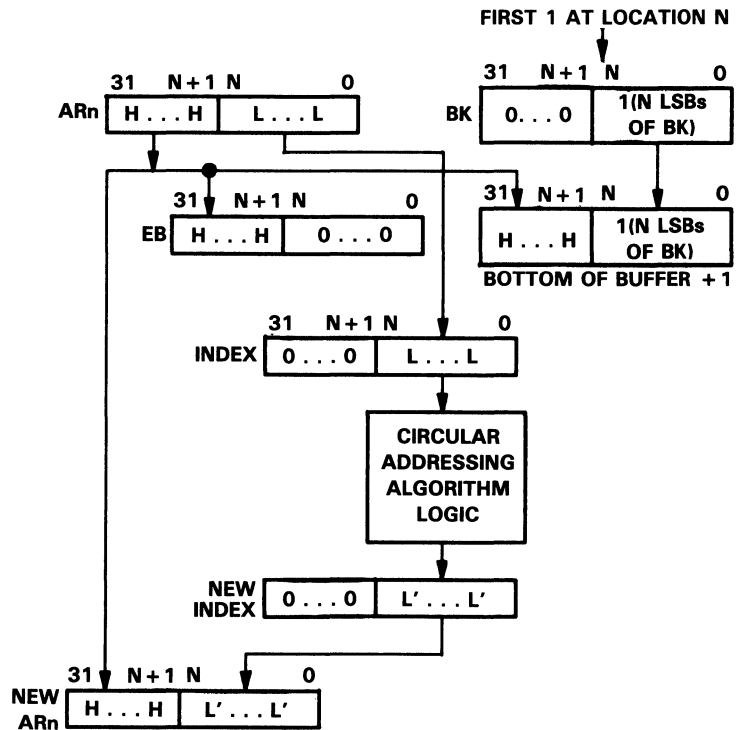 FIRST 1 AT LOCATION N
31 N + 1 N 0
ARn H . . . H L . . . L
31 N + 1 N 0
BK 0 . . . 0 1(N LSBs
OF BK)
31 N + 1 N 0
EB H . . . H 0 . . . 0
31 N + 1 N 0
H . . . H 1(N LSBs
OF BK)
BOTTOM OF BUFFER + 1
31 N + 1 N 0
INDEX 0 . . . 0 L . . . L
CIRCULAR
ADDRESSING
ALGORITHM
LOGIC
NEW
INDEX 0 . . . 0 L′ . . . L′
31 N + 1 N 0
NEW
ARn H . . . H L′ . . . L′